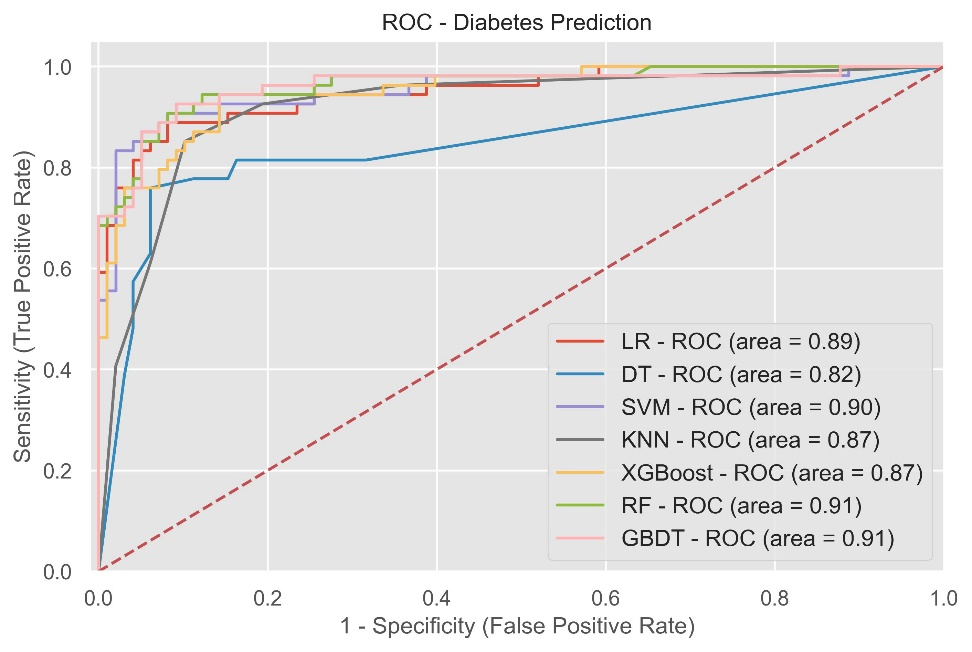 ROC - Diabetes Prediction
Sensitivity (True Positive Rate)
1.0
0.8
0.6
0.4
0.2
0.0
LR - ROC (area = 0.89)
DT - ROC (area = 0.82)
SVM - ROC (area = 0.90)
KNN - ROC (area = 0.87)
XGBoost - ROC (area = 0.87)
RF - ROC (area = 0.91)
GBDT - ROC (area = 0.91)
0.0 0.2 0.4 0.6 0.8 1.0
1 - Specificity (False Positive Rate)